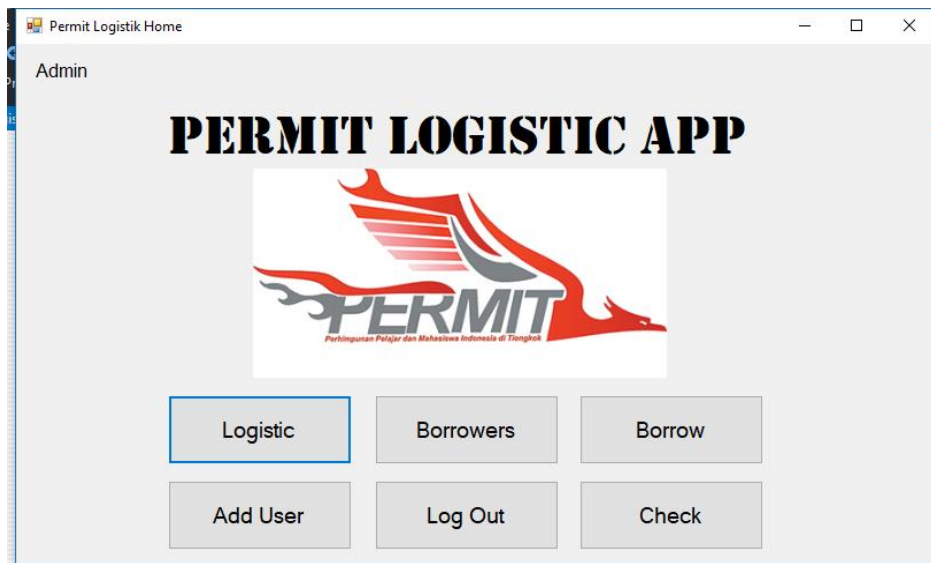 Permit Logistik Home
Admin
PERMIT LOGISTIC APP
PERMIT
Perhimpunan Pelajar dan Mahasiswa Indonesia di Tiongkok
Logistic
Borrowers
Borrow
Add User
Log Out
Check